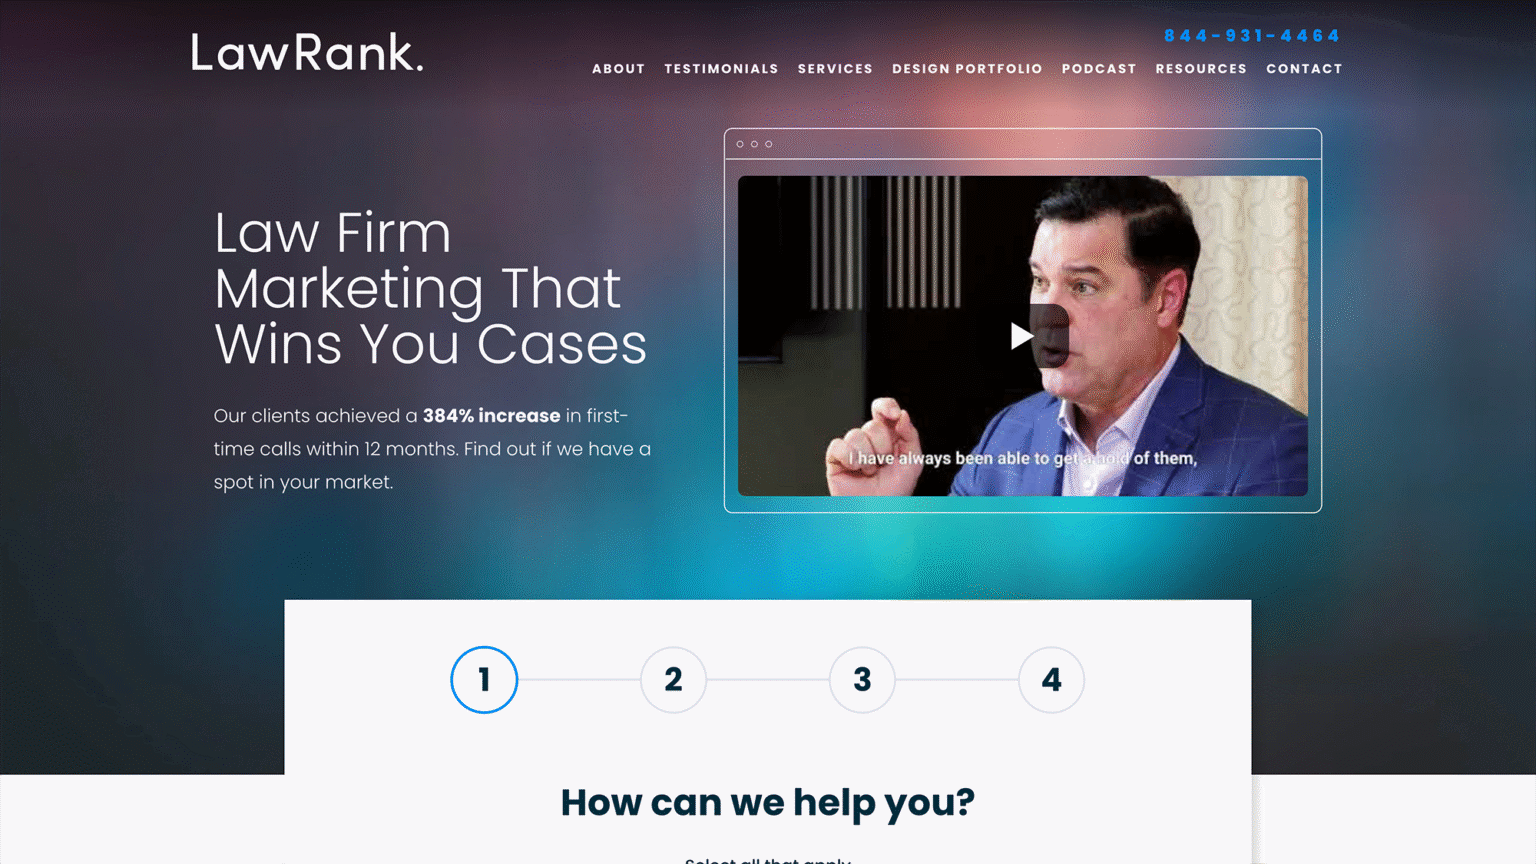 LawRank.
844-931-4464
ABOUT TESTIMONIALS SERVICES DESIGN PORTFOLIO PODCAST RESOURCES CONTACT
Law Firm
Marketing That
Wins You Cases
Our clients achieved a 384% increase in first-
time calls within 12 months. Find out if we have a
spot in your market.
I have always been able to get a hold of them,
1 2 3 4
How can we help you?
Select all that apply